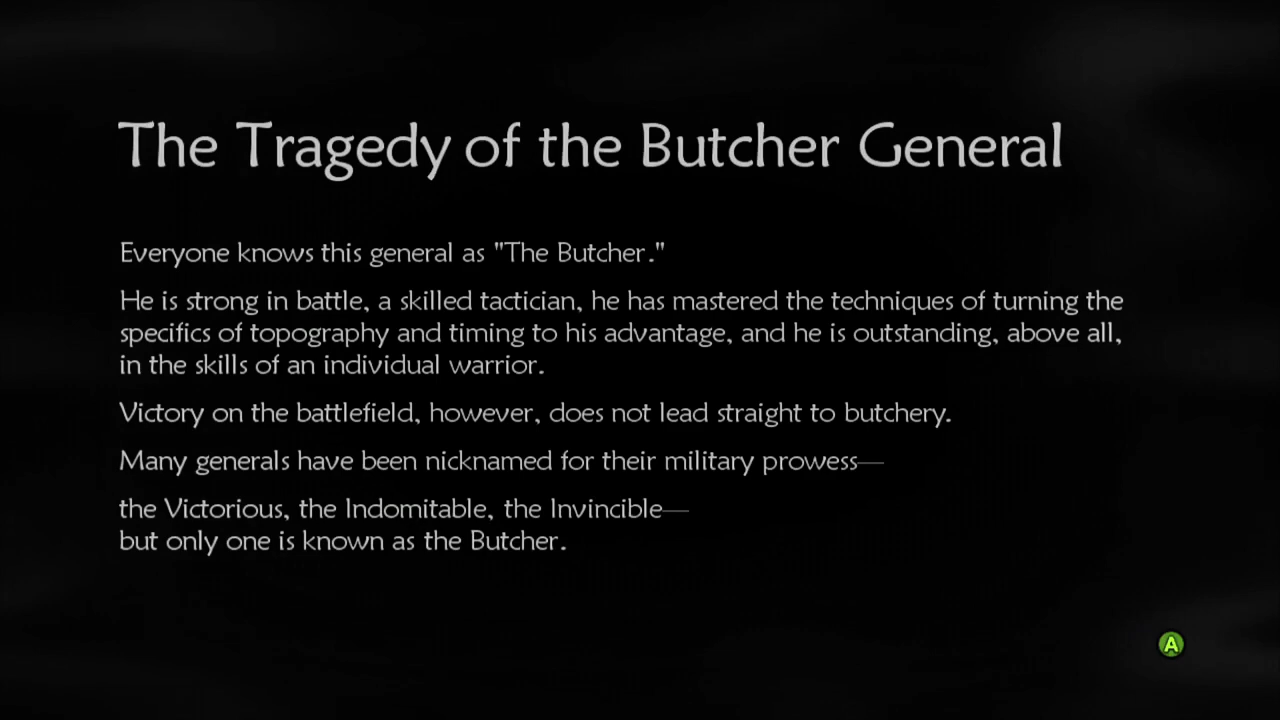 The Tragedy of the Butcher General
Everyone knows this general as "The Butcher."
He is strong in battle, a skilled tactician, he has mastered the techniques of turning the
specifics of topography and timing to his advantage, and he is outstanding, above all,
in the skills of an individual warrior.
Victory on the battlefield, however, does not lead straight to butchery.
Many generals have been nicknamed for their military prowess—
the Victorious, the Indomitable, the Invincible—
but only one is known as the Butcher.
A